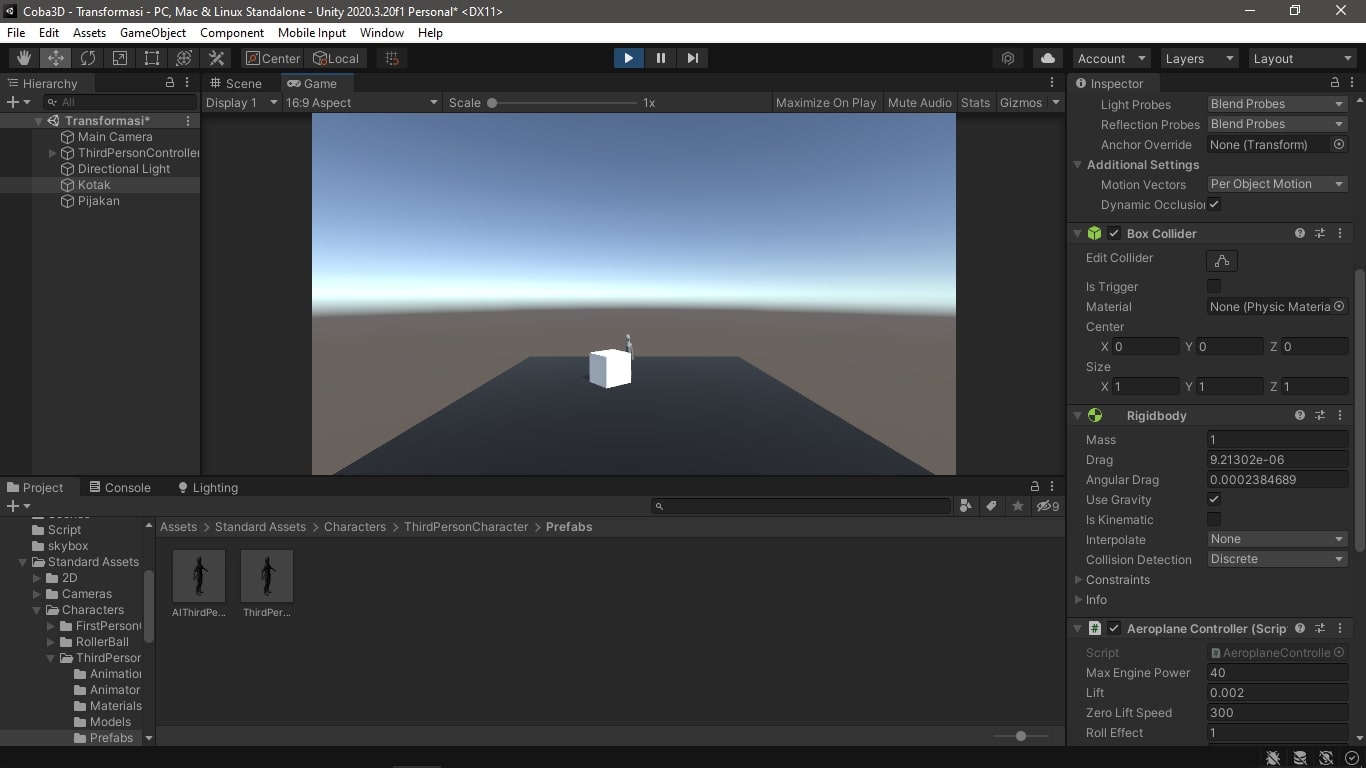 Coba3D - Transformasi - PC, Mac & Linux Standalone - Unity 2020.3.20f1 Personal* <DX11>
File Edit Assets GameObject Component Mobile Input Window Help
Center Local Account Layers Layout
Hierarchy
All
Transformasi*
Main Camera
ThirdPersonController
Directional Light
Kotak
Pijakan
Scene Game
Display 1 16:9 Aspect Scale 1x Maximize On Play Mute Audio Stats Gizmos
Inspector
Light Probes Blend Probes
Reflection Probes Blend Probes
Anchor Override None (Transform)
Additional Settings
Motion Vectors Per Object Motion
Dynamic Occlusion
Box Collider
Edit Collider
Is Trigger
Material None (Physic Materia
Center
X 0 Y 0 Z 0
Size
X 1 Y 1 Z 1
Rigidbody
Mass 1
Drag 9.21302e-06
Angular Drag 0.0002384689
Use Gravity
Is Kinematic
Interpolate None
Collision Detection Discrete
Constraints
Info
# Aeroplane Controller (Scrip
Script AeroplaneControlle
Max Engine Power 40
Lift 0.002
Zero Lift Speed 300
Roll Effect 1
Project Console Lighting
9
Script
skybox
Standard Assets
2D
Cameras
Characters
FirstPerson
RollerBall
ThirdPerson
Animation
Animator
Materials
Models
Prefabs
Assets > Standard Assets > Characters > ThirdPersonCharacter > Prefabs
AIThirdPe... ThirdPer...